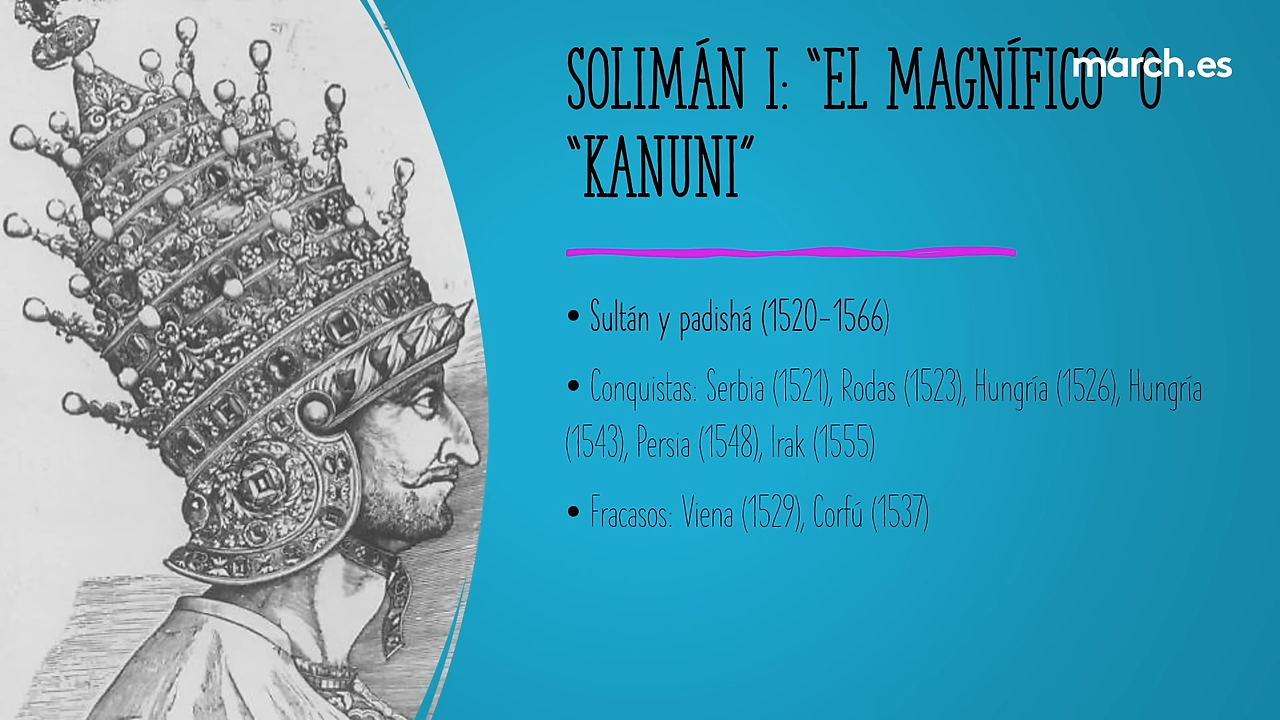 SOLIMÁN I: “EL MAGNÍFICO” O
“KANUNI”
march.es
• Sultán y padishá (1520-1566)
• Conquistas: Serbia (1521), Rodas (1523), Hungría (1526), Hungría
(1543), Persia (1548), Irak (1555)
• Fracasos: Viena (1529), Corfú (1537)